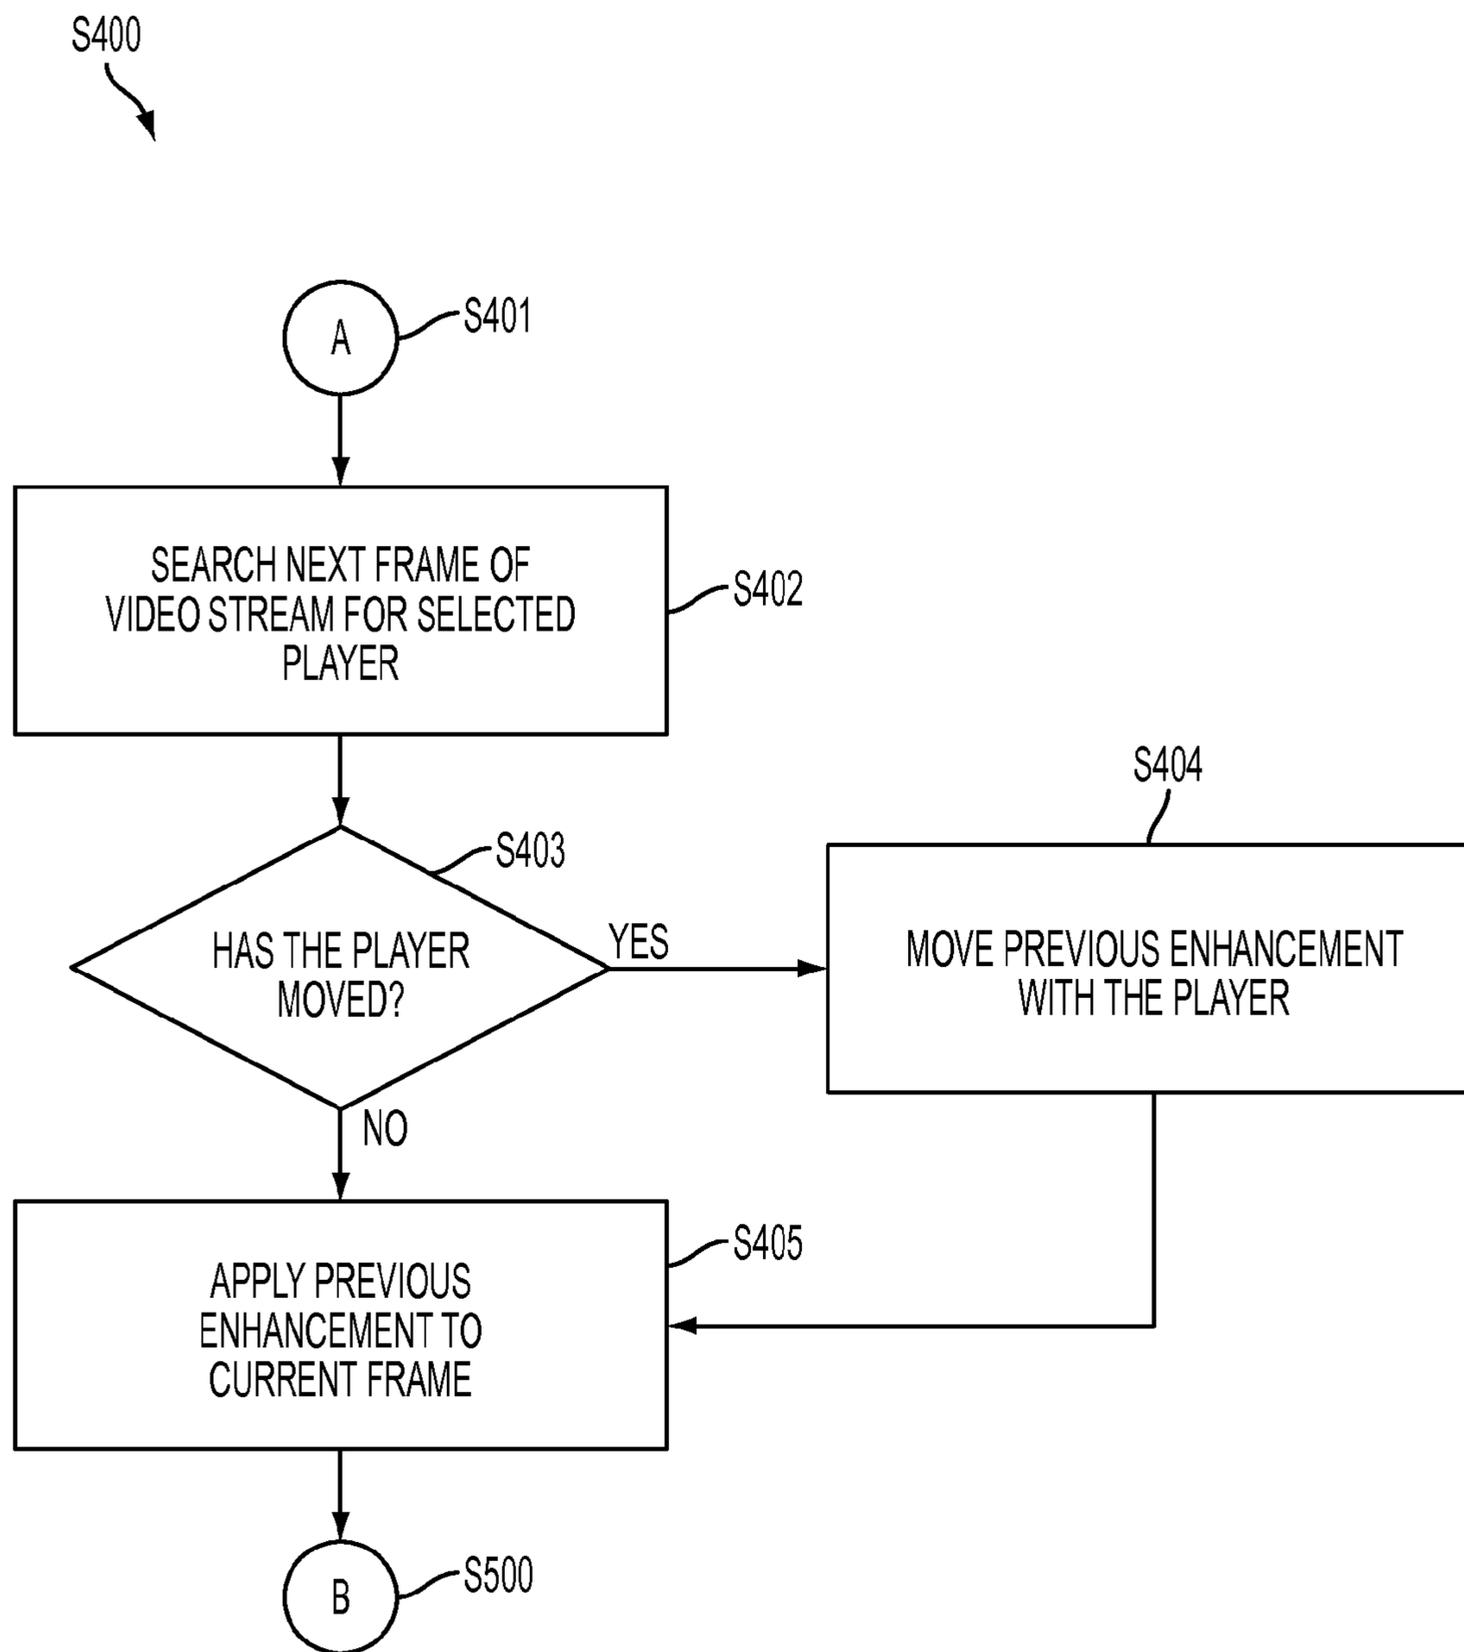 S400
A
S401
SEARCH NEXT FRAME OF
VIDEO STREAM FOR SELECTED
PLAYER
S402
S404
S403
HAS THE PLAYER
MOVED?
YES
MOVE PREVIOUS ENHANCEMENT
WITH THE PLAYER
NO
S405
APPLY PREVIOUS
ENHANCEMENT TO
CURRENT FRAME
B
S500